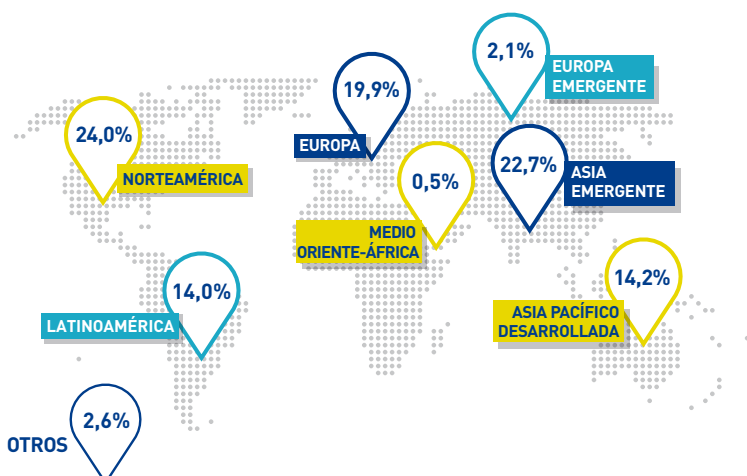 2,1%
EUROPA
EMERGENTE
19,9%
EUROPA
24,0%
NORTEAMÉRICA
0,5%
MEDIO
ORIENTE-ÁFRICA
22,7%
ASIA
EMERGENTE
14,0%
LATINOAMÉRICA
14,2%
ASIA PACÍFICO
DESARROLLADA
2,6%
OTROS